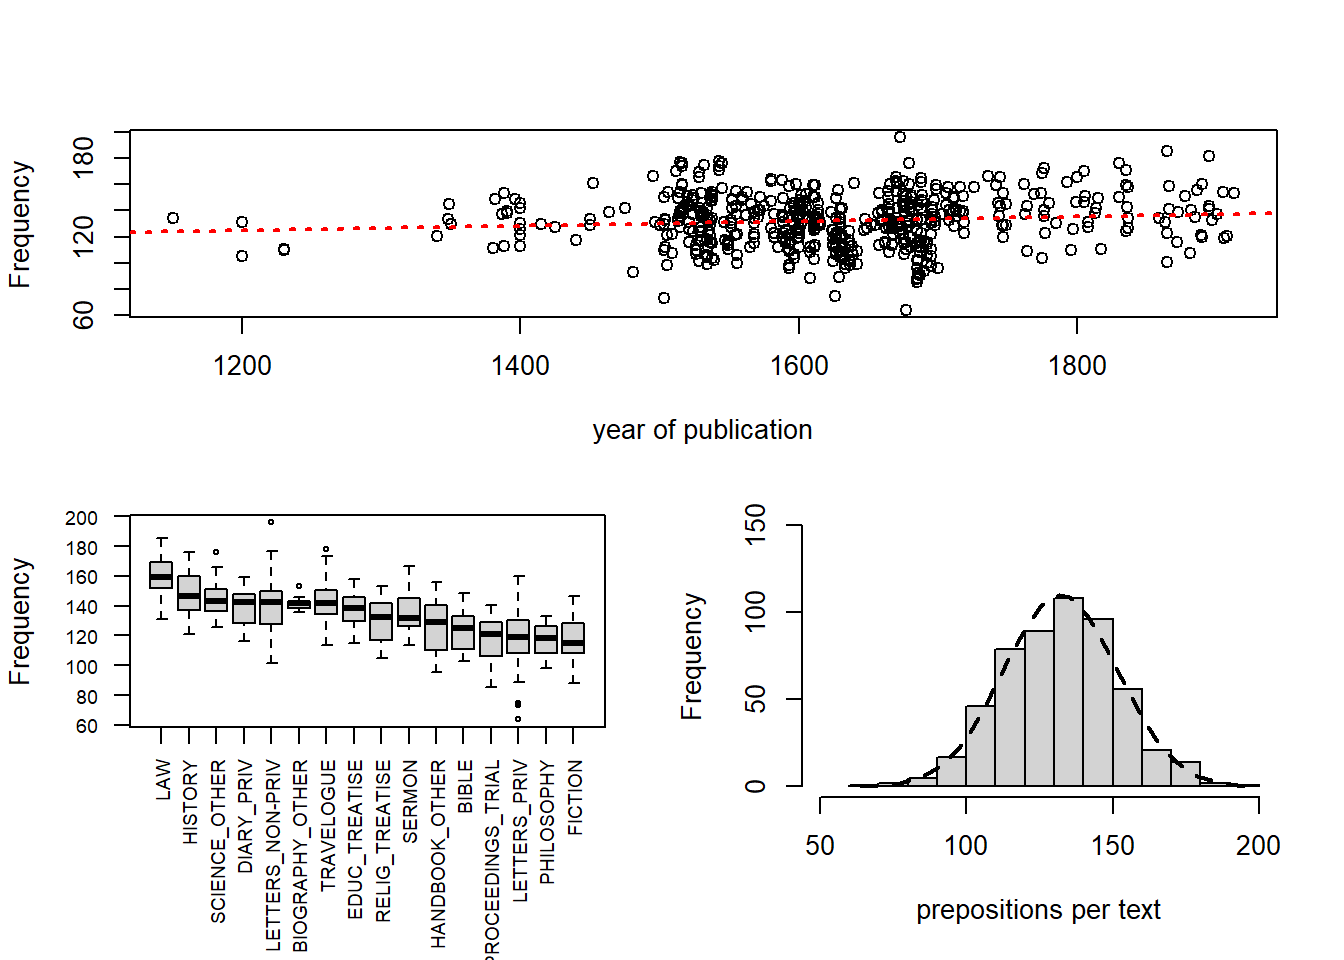 Frequency
180
120
60
1200 1400 1600 1800
year of publication
Frequency
200
180
160
140
120
100
80
60
LAW
HISTORY
SCIENCE_OTHER
DIARY_PRIV
LETTERS_NON-PRIV
BIOGRAPHY_OTHER
TRAVELOGUE
EDUC_TREATISE
RELIG_TREATISE
SERMON
HANDBOOK_OTHER
BIBLE
PROCEEDINGS_TRIAL
LETTERS_PRIV
PHILOSOPHY
FICTION
Frequency
150
100
50
0
50 100 150 200
prepositions per text